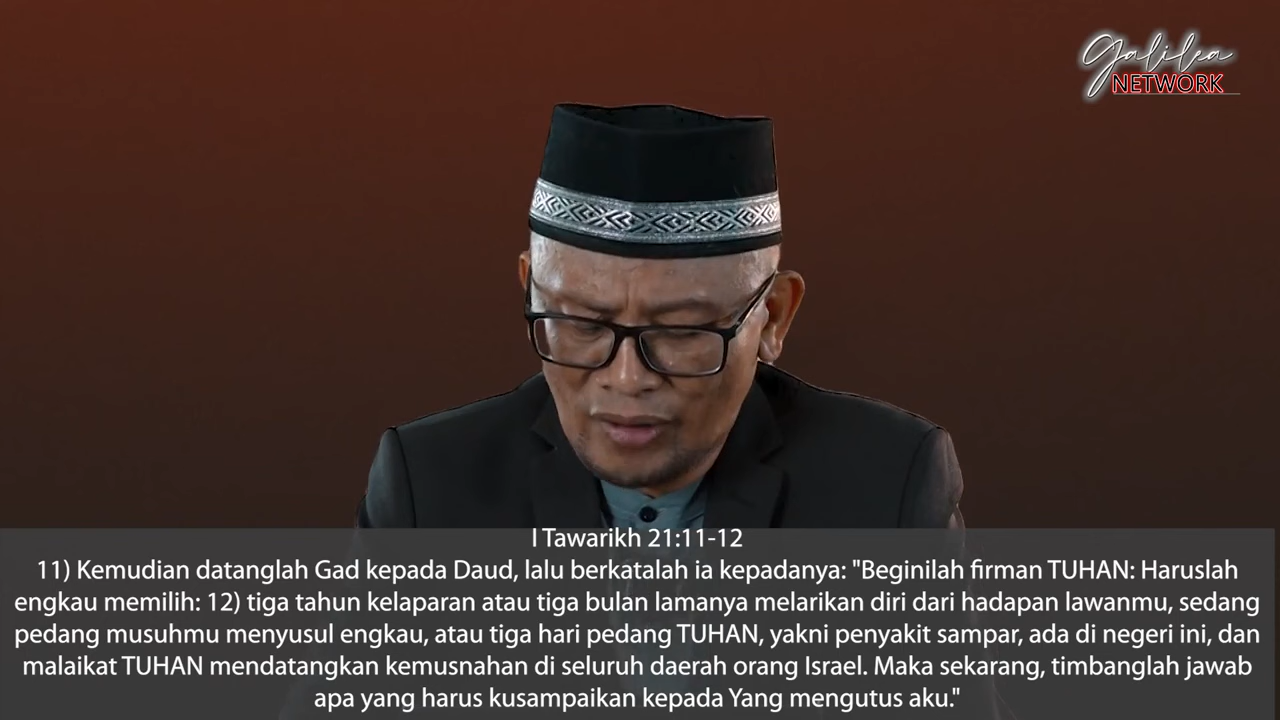 Galilea
NETWORK
I Tawarikh 21:11-12
11) Kemudian datanglah Gad kepada Daud, lalu berkatalah ia kepadanya: "Beginilah firman TUHAN: Haruslah
engkau memilih: 12) tiga tahun kelaparan atau tiga bulan lamanya melarikan diri dari hadapan lawanmu, sedang
pedang musuhmu menyusul engkau, atau tiga hari pedang TUHAN, yakni penyakit sampar, ada di negeri ini, dan
malaikat TUHAN mendatangkan kemusnahan di seluruh daerah orang Israel. Maka sekarang, timbanglah jawab
apa yang harus kusampaikan kepada Yang mengutus aku."